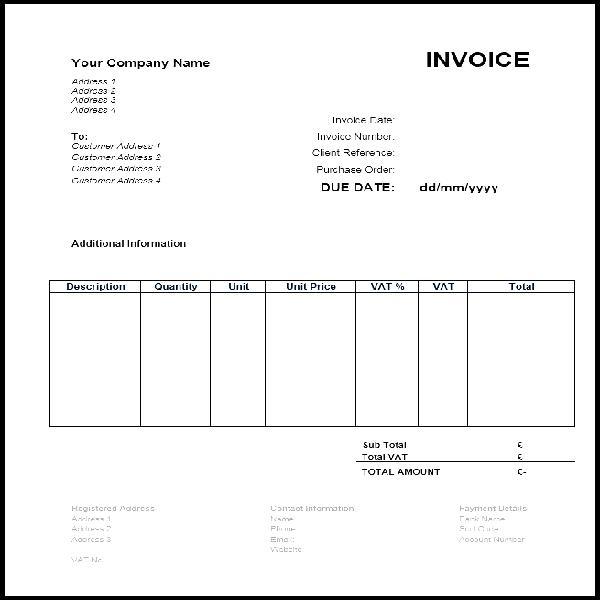 INVOICE
Your Company Name
Address 1
Address 2
Address 3
Address 4
Invoice Date:
To:
Invoice Number:
Customer Address 1
Customer Address 2
Client Reference:
Customer Address 3
Purchase Order:
Customer Address 4
DUE DATE: dd/mm/yyyy
Additional Information
Description Quantity Unit Unit Price VAT % VAT Total
Sub Total €
Total VAT €
TOTAL AMOUNT €-
Registered Address Contact Information Payment Details
Address 1 Name Bank Name
Address 2 Phone Sort Code
Address 3 Email Account Number
Website
VAT No